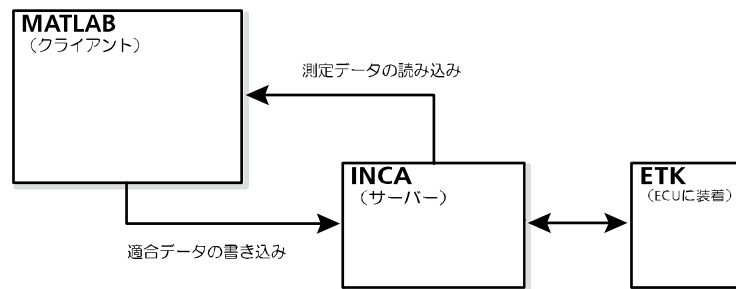 MATLAB
（クライアント）
測定データの読み込み
INCA
（サーバー）
ETK
（ECUに装着）
適合データの書き込み